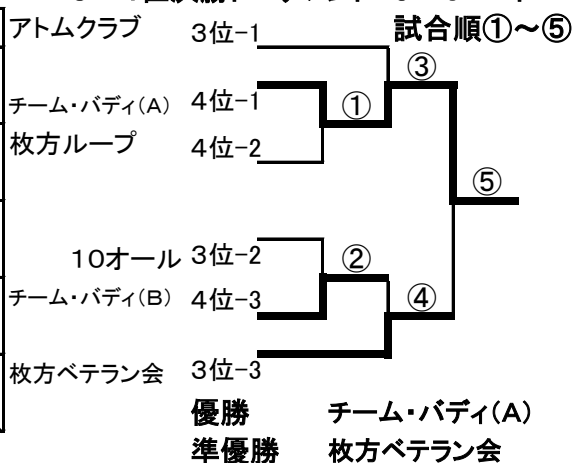 アトムクラブ 3位-1 試合順①～⑤
③
チーム・バディ(A) 4位-1
①
枚方ループ 4位-2
⑤
10オール 3位-2 ②
チーム・バディ(B) 4位-3 ④
枚方ベテラン会 3位-3
優勝 チーム・バディ(A)
準優勝 枚方ベテラン会